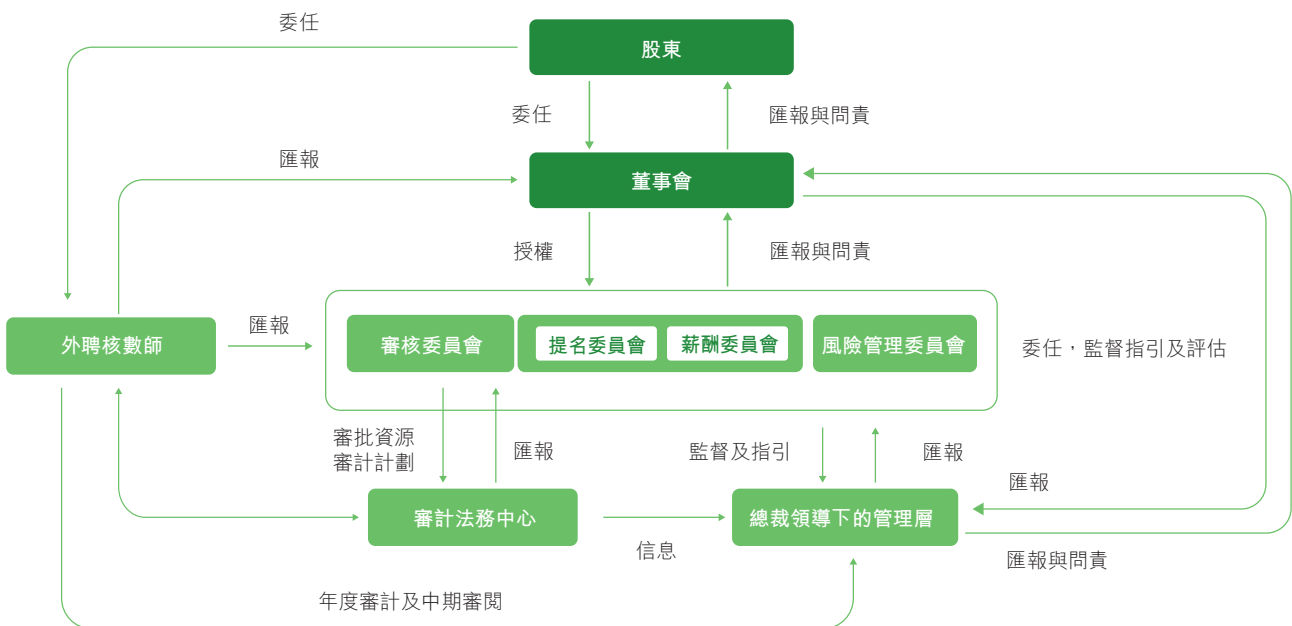 委任
股東
委任
匯報與問責
匯報
董事會
授權
匯報與問責
外聘核數師
匯報
審核委員會
提名委員會
薪酬委員會
風險管理委員會
委任，監督指引及評估
審批資源
審計計劃
匯報
監督及指引
匯報
匯報
審計法務中心
信息
總裁領導下的管理層
匯報與問責
年度審計及中期審閱